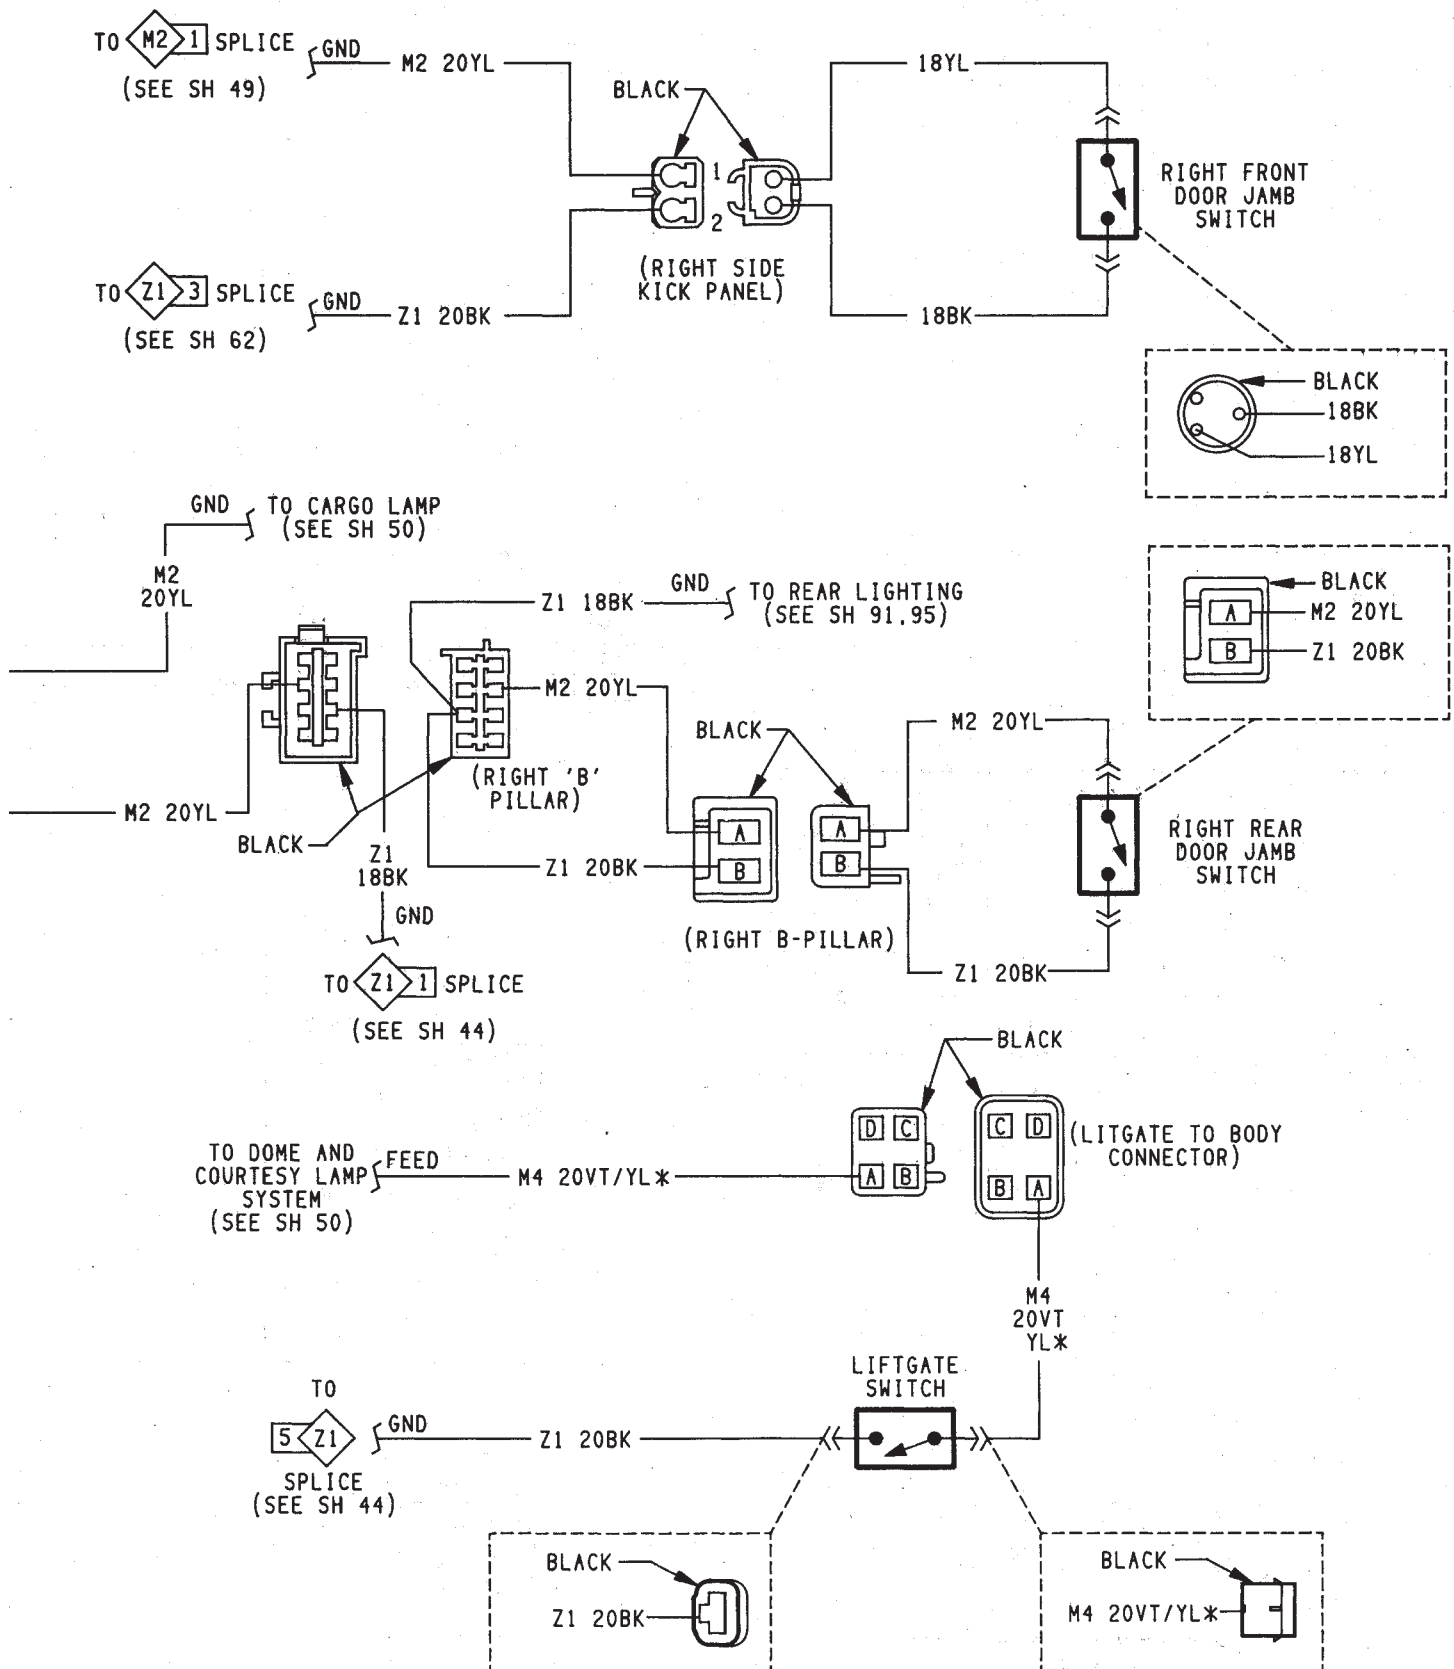 TO M2 1 SPLICE
(SEE SH 49)
GND
M2 20YL
BLACK
18YL
1
2
RIGHT FRONT
DOOR JAMB
SWITCH
(RIGHT SIDE
KICK PANEL)
TO Z1 3 SPLICE
(SEE SH 62)
GND
Z1 20BK
18BK
BLACK
18BK
18YL
GND
TO CARGO LAMP
(SEE SH 50)
M2
20YL
Z1 18BK
GND
TO REAR LIGHTING
(SEE SH 91,95)
BLACK
A
M2 20YL
B
Z1 20BK
M2 20YL
BLACK
M2 20YL
(RIGHT 'B'
PILLAR)
M2 20YL
BLACK
Z1
18BK
Z1 20BK
A
B
A
B
RIGHT REAR
DOOR JAMB
SWITCH
GND
(RIGHT B-PILLAR)
Z1 20BK
TO Z1 1 SPLICE
(SEE SH 44)
BLACK
D C
A B
C D
B A
(LITGATE TO BODY
CONNECTOR)
TO DOME AND
COURTESY LAMP
SYSTEM
(SEE SH 50)
FEED
M4 20VT/YL*
M4
20VT
YL*
LIFTGATE
SWITCH
TO
5 Z1
SPLICE
(SEE SH 44)
GND
Z1 20BK
BLACK
Z1 20BK
BLACK
M4 20VT/YL*